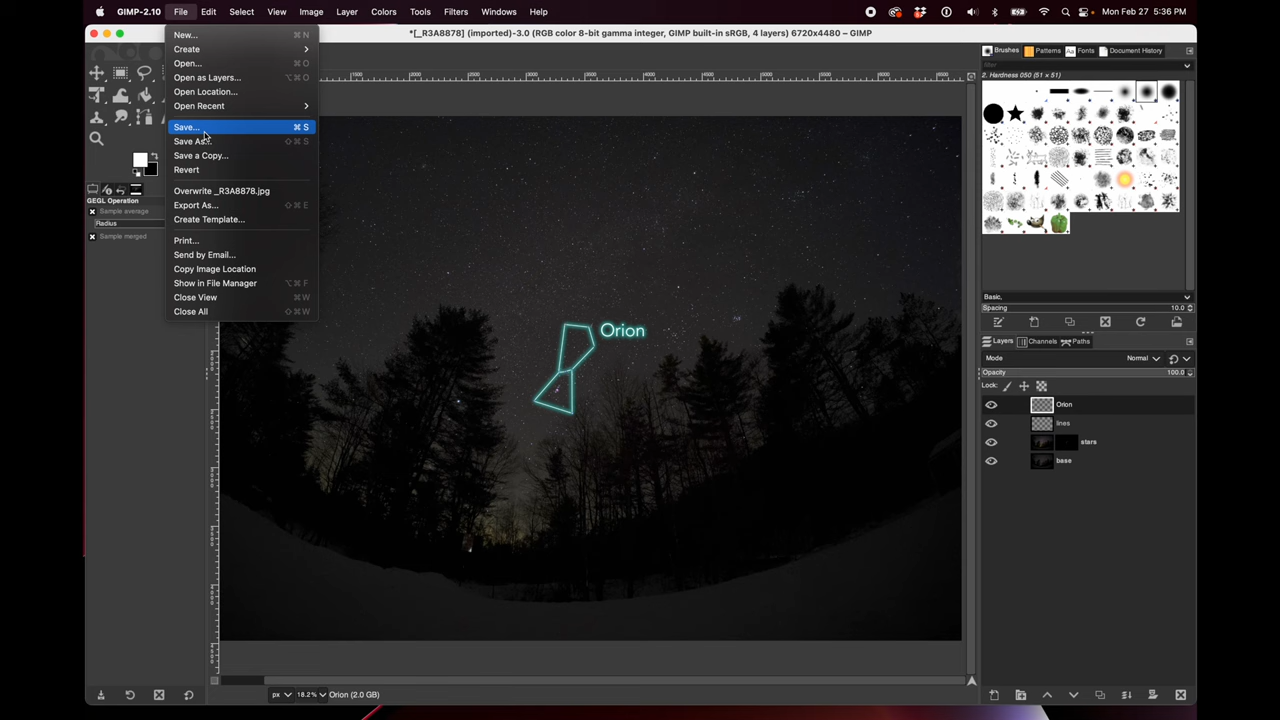 GIMP-2.10 File Edit Select View Image Layer Colors Tools Filters Windows Help Mon Feb 27 5:36 PM
*[_R3A8878] (imported)-3.0 (RGB color 8-bit gamma integer, GIMP built-in sRGB, 4 layers) 6720x4480 – GIMP
New... ⌘ N
Create
Open... ⌘ O
Open as Layers... ⌥⌘ O
Open Location...
Open Recent
Save... ⌘ S
Save As... ⇧⌘ S
Save a Copy...
Revert
Overwrite _R3A8878.jpg
Export As... ⇧⌘ E
Create Template...
Print...
Send by Email...
Copy Image Location
Show in File Manager ⌥⌘ F
Close View ⌘ W
Close All ⇧⌘ W
GEGL Operation
Sample average
Radius
Sample merged
Orion
Brushes Patterns Fonts Document History
Filter
2. Hardness 050 (51 × 51)
Basic,
Spacing 10.0
Layers Channels Paths
Mode Normal
Opacity 100.0
Lock:
Orion
lines
stars
base
px 18.2% Orion (2.0 GB)